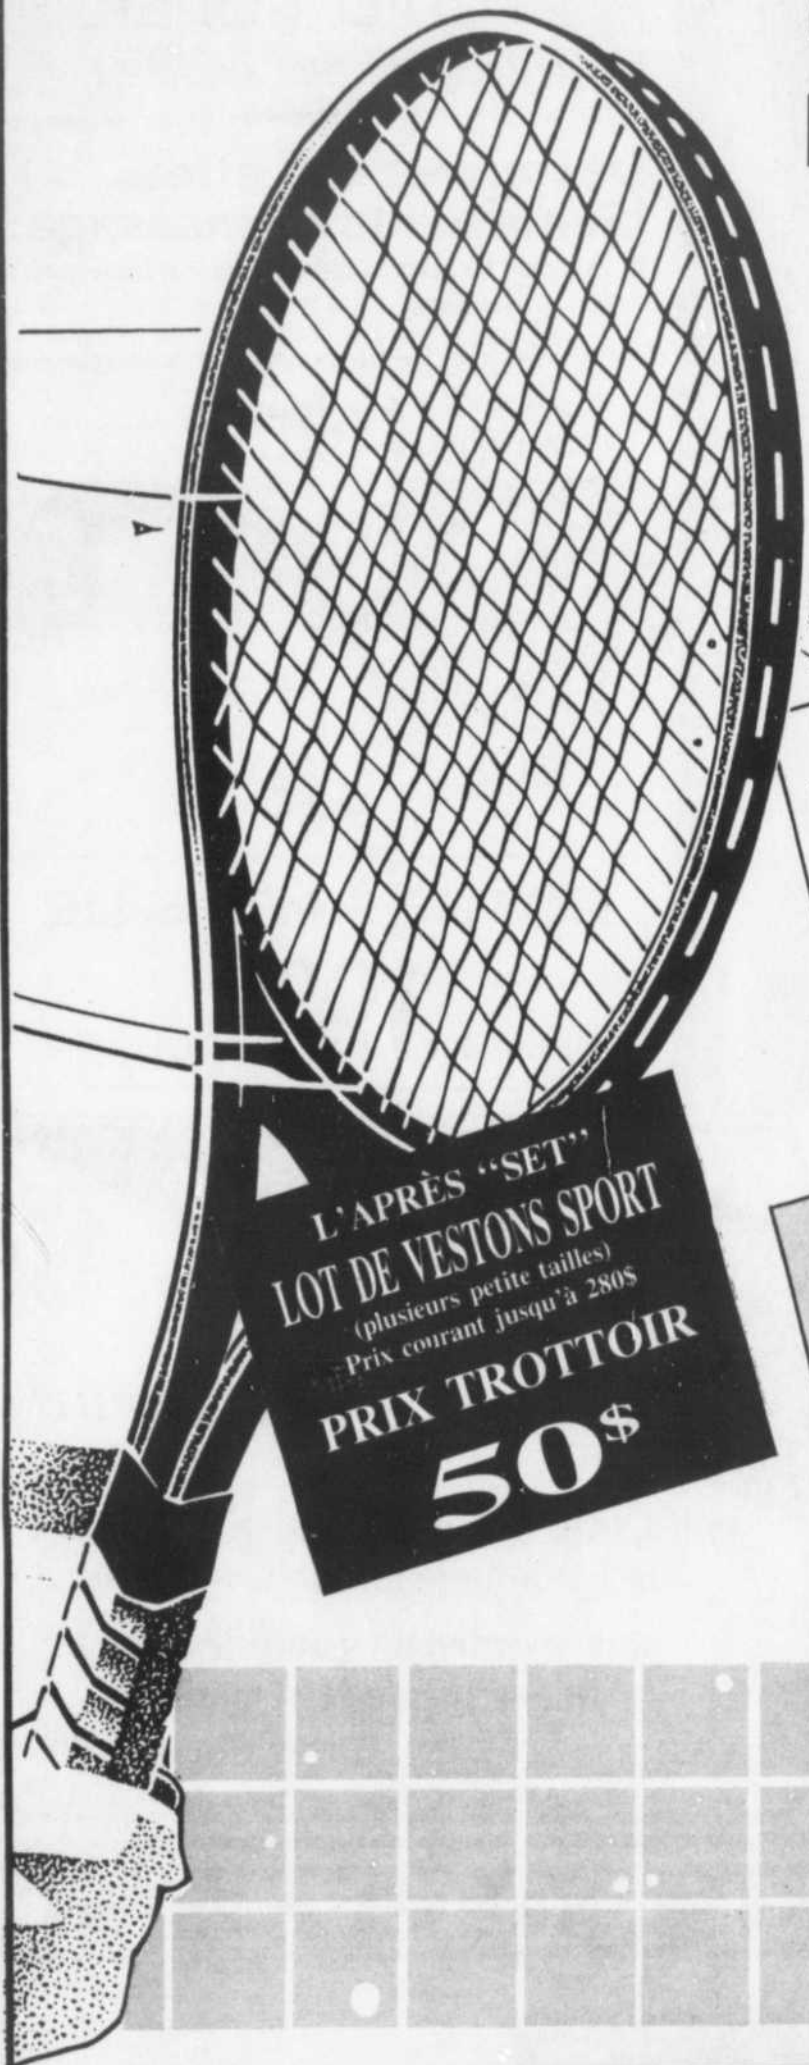 L'APRÈS “SET”
LOT DE VESTONS SPORT
(plusieurs petite tailles)
Prix courant jusqu'à 280$
PRIX TROTTOIR
50$